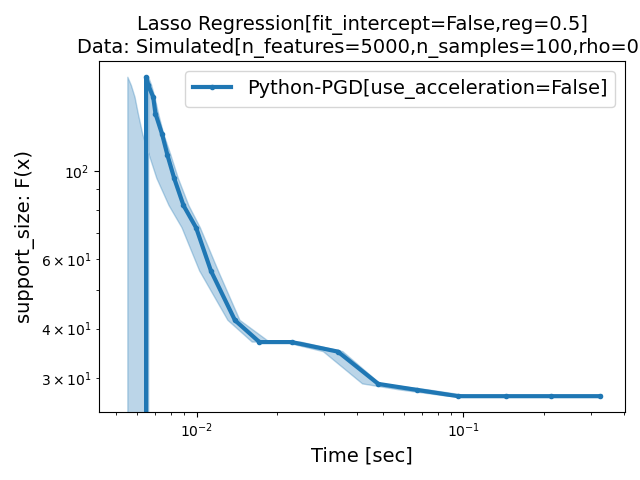 Lasso Regression[fit_intercept=False,reg=0.5]
Data: Simulated[n_features=5000,n_samples=100,rho=0
Python-PGD[use_acceleration=False]
support_size: F(x)
10²
6 × 10¹
4 × 10¹
3 × 10¹
10⁻² 10⁻¹
Time [sec]